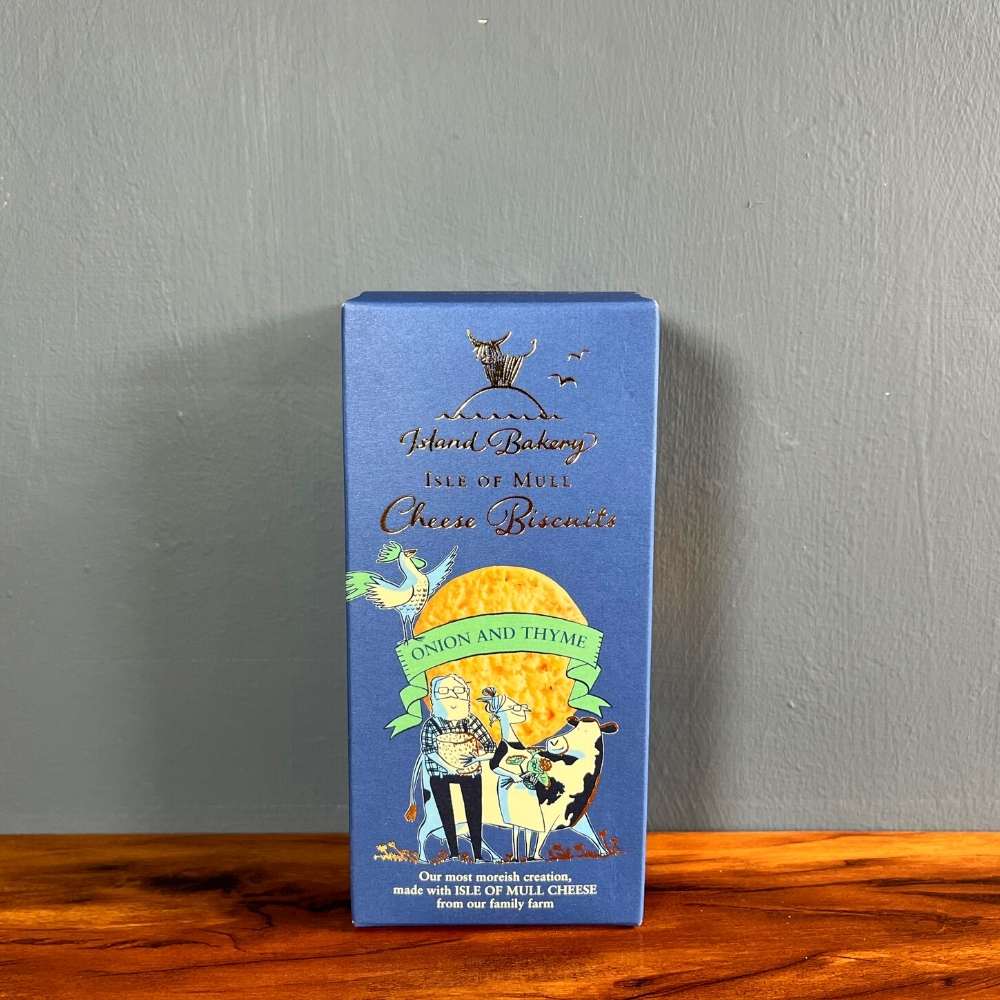 Island Bakery
ISLE OF MULL
Cheese Biscuits
ONION AND THYME
Our most moreish creation,
made with ISLE OF MULL CHEESE
from our family farm